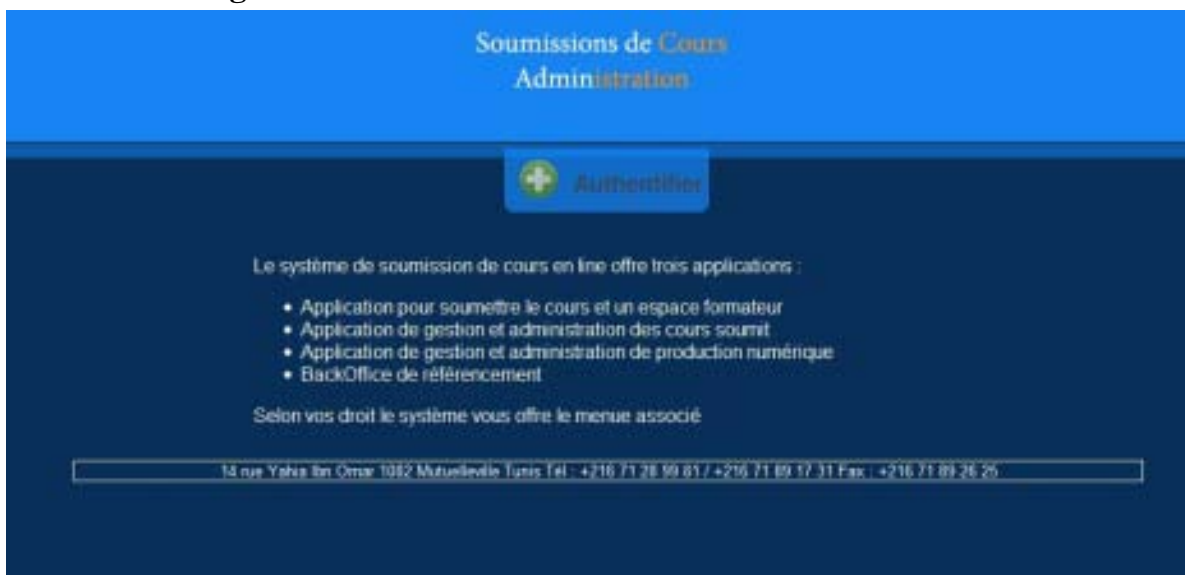 Soumissions de Cours
Administration
Authentifier
Le système de soumission de cours en line offre trois applications :
• Application pour soumettre le cours et un espace formateur
• Application de gestion et administration des cours soumit
• Application de gestion et administration de production numérique
• BackOffice de référencement
Selon vos droit le système vous offre le menue associé
14 rue Yahia Ibn Omar 1082 Mutuelleville Tunis Tél : +216 71 28 99 81 / +216 71 89 17 31 Fax : +216 71 89 26 25